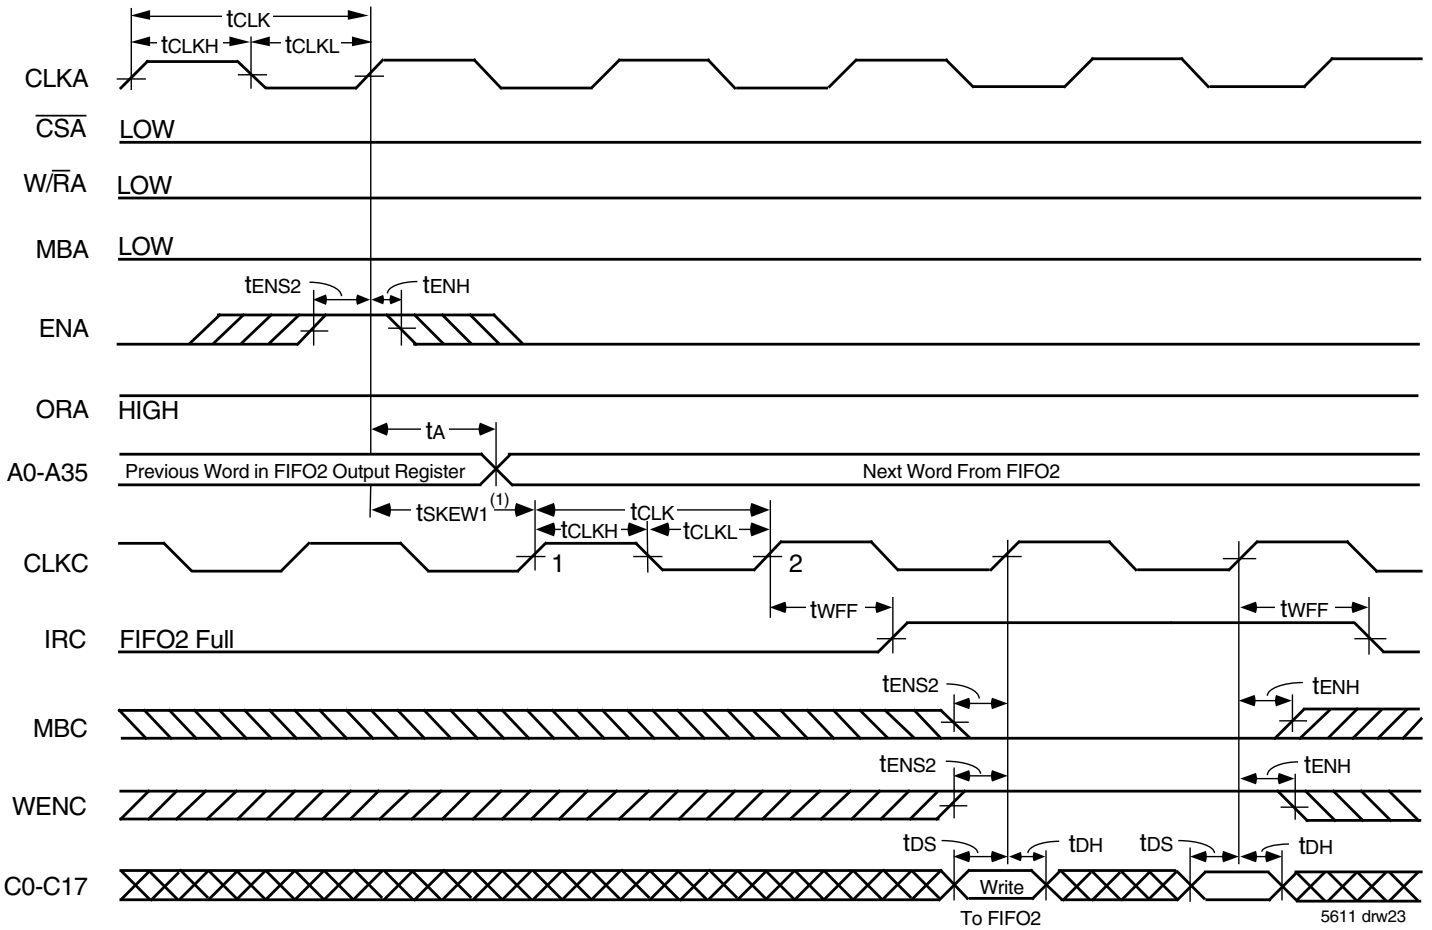 tCLK
tCLKH tCLKL
CLKA
CSA LOW
W/RA LOW
MBA LOW
tENS2 tENH
ENA
ORA HIGH
tA
A0-A35 Previous Word in FIFO2 Output Register Next Word From FIFO2
tSKEW1 (1) tCLK
tCLKH tCLKL
CLKC 1 2
tWFF tWFF
IRC FIFO2 Full
tENS2 tENH
MBC
tENS2 tENH
WENC
tDS tDH tDS tDH
C0-C17 Write
To FIFO2 5611 drw23